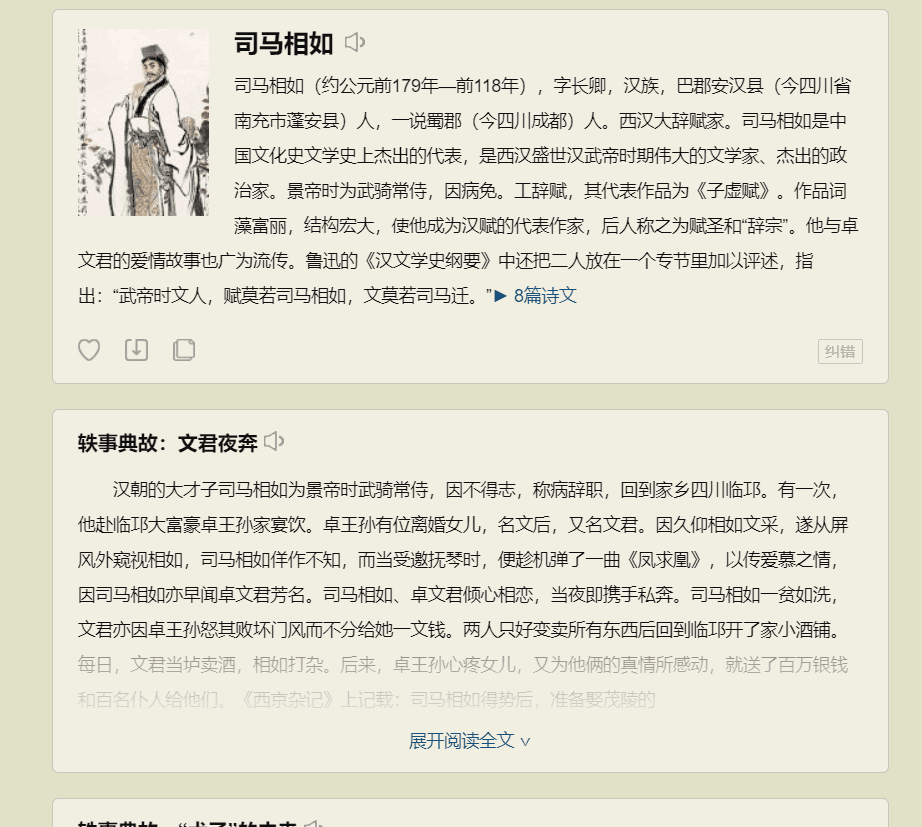 司马相如
司马相如（约公元前179年—前118年），字长卿，汉族，巴郡安汉县（今四川省
南充市蓬安县）人，一说蜀郡（今四川成都）人。西汉大辞赋家。司马相如是中
国文化史文学史上杰出的代表，是西汉盛世汉武帝时期伟大的文学家、杰出的政
治家。景帝时为武骑常侍，因病免。工辞赋，其代表作品为《子虚赋》。作品词
藻富丽，结构宏大，使他成为汉赋的代表作家，后人称之为赋圣和“辞宗”。他与卓
文君的爱情故事也广为流传。鲁迅的《汉文学史纲要》中还把二人放在一个专节里加以评述，指
出：“武帝时文人，赋莫若司马相如，文莫若司马迁。”► 8篇诗文
纠错
轶事典故：文君夜奔
汉朝的大才子司马相如为景帝时武骑常侍，因不得志，称病辞职，回到家乡四川临邛。有一次，
他赴临邛大富豪卓王孙家宴饮。卓王孙有位离婚女儿，名文后，又名文君。因久仰相如文采，遂从屏
风外窥视相如，司马相如佯作不知，而当受邀抚琴时，便趁机弹了一曲《凤求凰》，以传爱慕之情，
因司马相如亦早闻卓文君芳名。司马相如、卓文君倾心相恋，当夜即携手私奔。司马相如一贫如洗，
文君亦因卓王孙怒其败坏门风而不分给她一文钱。两人只好变卖所有东西后回到临邛开了家小酒铺。
每日，文君当垆卖酒，相如打杂。后来，卓王孙心疼女儿，又为他俩的真情所感动，就送了百万银钱
和百名仆人给他们。《西京杂记》上记载：司马相如得势后，准备娶茂陵的
展开阅读全文 ∨